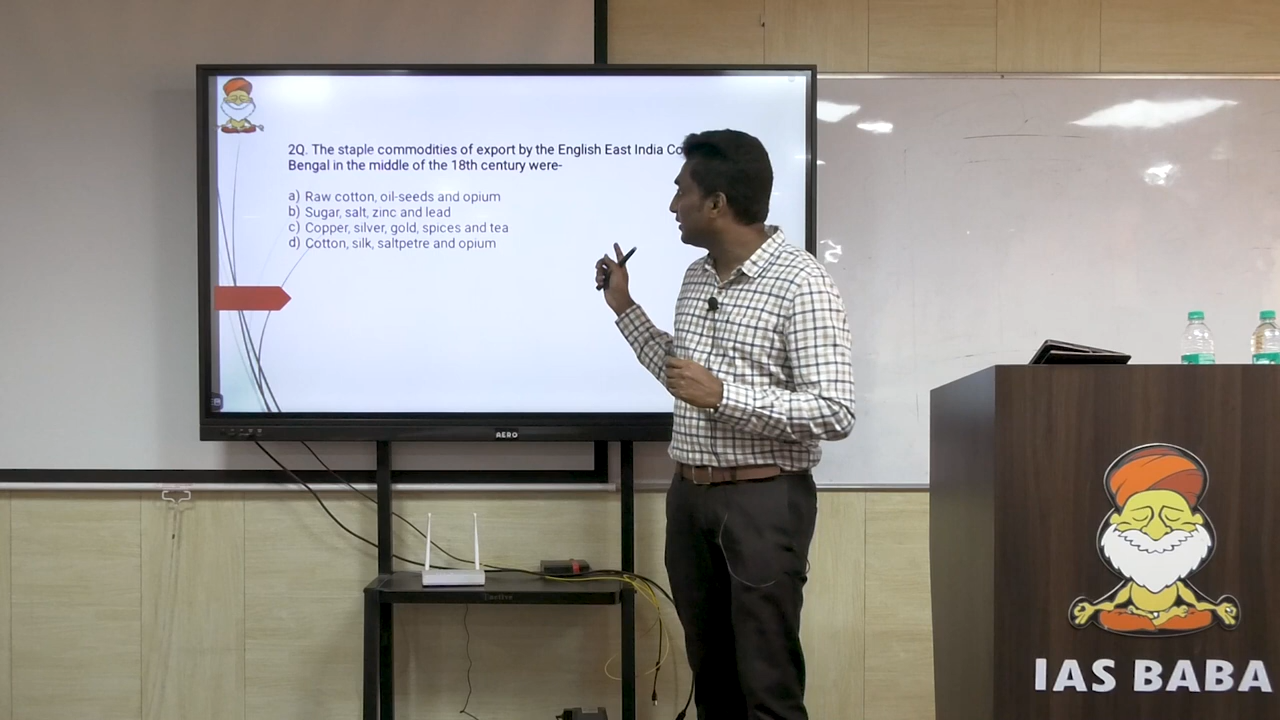 2Q. The staple commodities of export by the English East India
Bengal in the middle of the 18th century were-
a) Raw cotton, oil-seeds and opium
b) Sugar, salt, zinc and lead
c) Copper, silver, gold, spices and tea
d) Cotton, silk, saltpetre and opium
AERO
IAS BABA